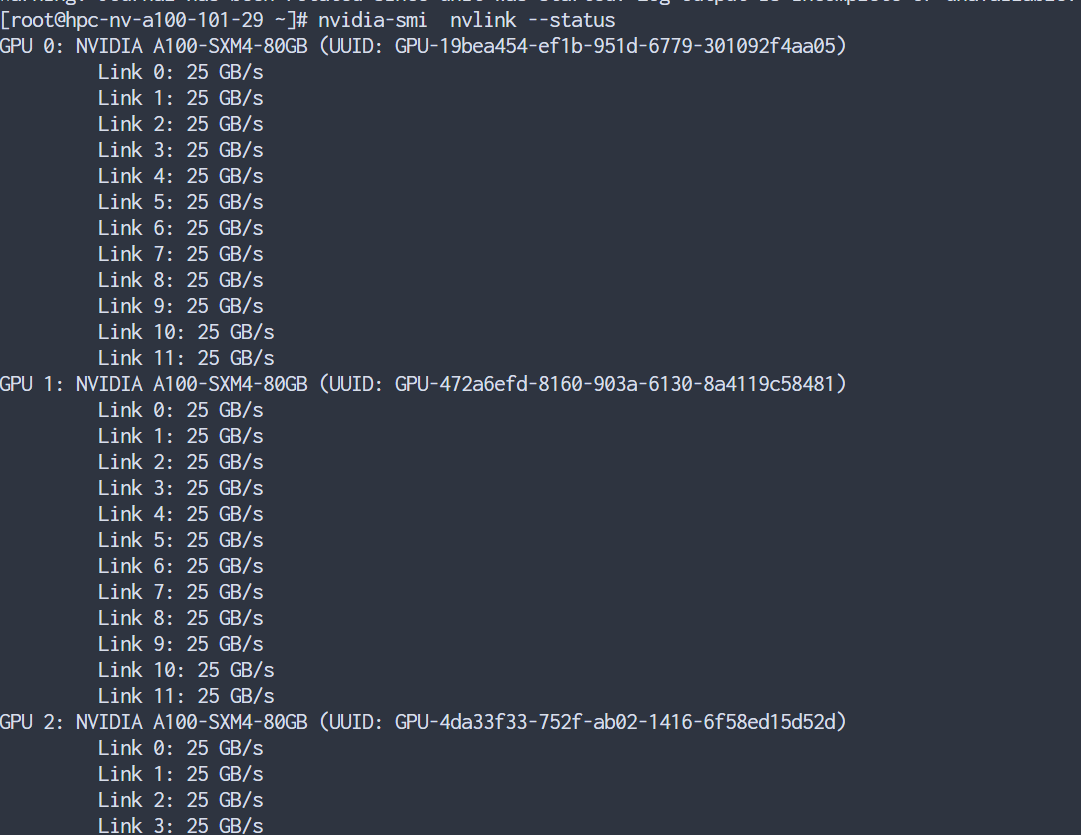 [root@hpc-nv-a100-101-29 ~]# nvidia-smi  nvlink --status
GPU 0: NVIDIA A100-SXM4-80GB (UUID: GPU-19bea454-ef1b-951d-6779-301092f4aa05)
Link 0: 25 GB/s
Link 1: 25 GB/s
Link 2: 25 GB/s
Link 3: 25 GB/s
Link 4: 25 GB/s
Link 5: 25 GB/s
Link 6: 25 GB/s
Link 7: 25 GB/s
Link 8: 25 GB/s
Link 9: 25 GB/s
Link 10: 25 GB/s
Link 11: 25 GB/s
GPU 1: NVIDIA A100-SXM4-80GB (UUID: GPU-472a6efd-8160-903a-6130-8a4119c58481)
Link 0: 25 GB/s
Link 1: 25 GB/s
Link 2: 25 GB/s
Link 3: 25 GB/s
Link 4: 25 GB/s
Link 5: 25 GB/s
Link 6: 25 GB/s
Link 7: 25 GB/s
Link 8: 25 GB/s
Link 9: 25 GB/s
Link 10: 25 GB/s
Link 11: 25 GB/s
GPU 2: NVIDIA A100-SXM4-80GB (UUID: GPU-4da33f33-752f-ab02-1416-6f58ed15d52d)
Link 0: 25 GB/s
Link 1: 25 GB/s
Link 2: 25 GB/s
Link 3: 25 GB/s